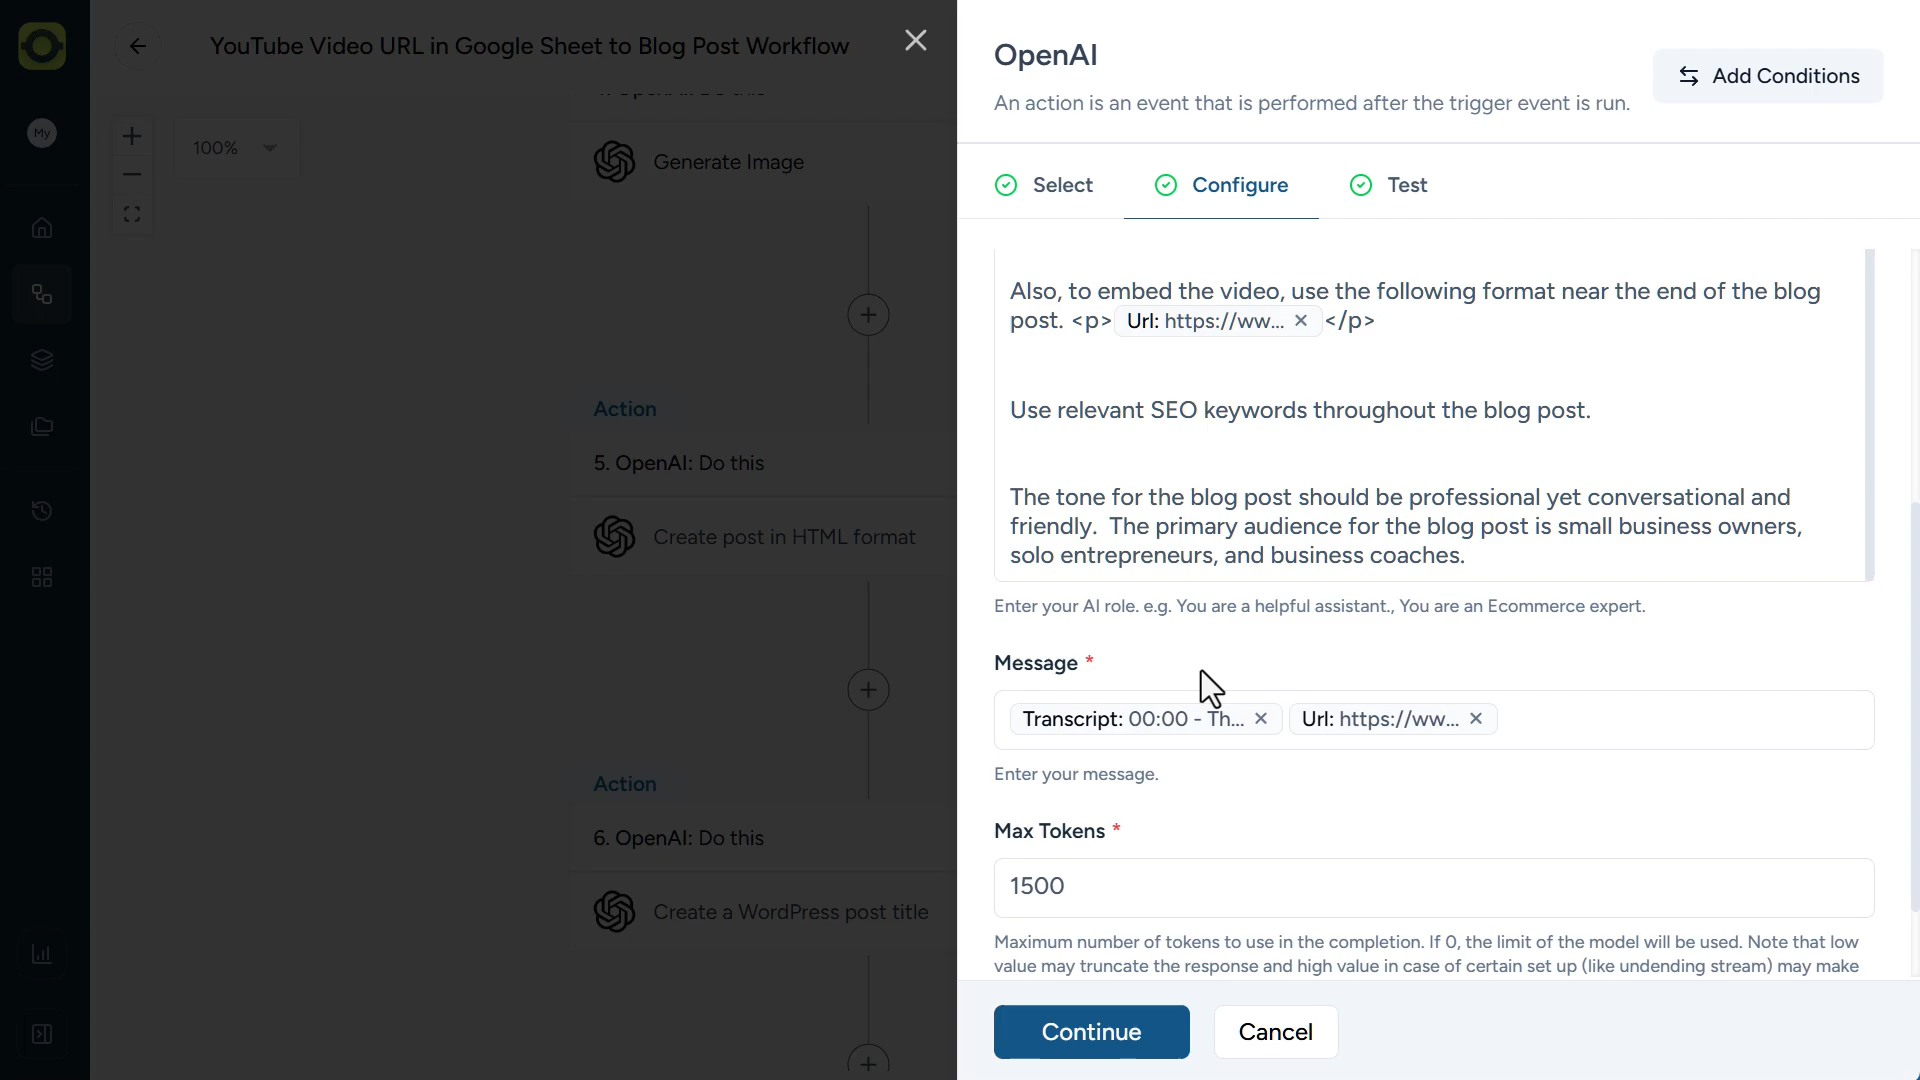 YouTube Video URL in Google Sheet to Blog Post Workflow
My
100%
Generate Image
Action
5. OpenAI: Do this
Create post in HTML format
Action
6. OpenAI: Do this
Create a WordPress post title
OpenAI
An action is an event that is performed after the trigger event is run.
Add Conditions
Select
Configure
Test
Also, to embed the video, use the following format near the end of the blog
post. <p> Url: https://ww... </p>
Use relevant SEO keywords throughout the blog post.
The tone for the blog post should be professional yet conversational and
friendly.  The primary audience for the blog post is small business owners,
solo entrepreneurs, and business coaches.
Enter your AI role. e.g. You are a helpful assistant., You are an Ecommerce expert.
Message *
Transcript: 00:00 - Th... Url: https://ww...
Enter your message.
Max Tokens *
1500
Maximum number of tokens to use in the completion. If 0, the limit of the model will be used. Note that low
value may truncate the response and high value in case of certain set up (like undending stream) may make
Continue
Cancel